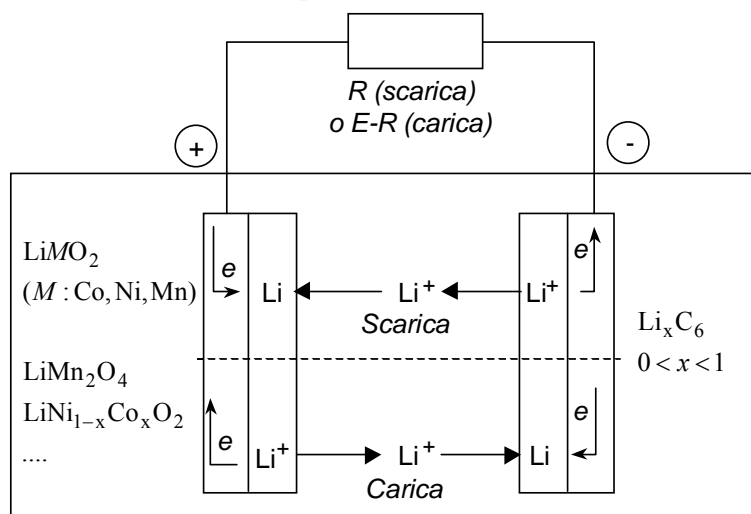 R (scarica)
o E-R (carica)
+
-
LiMO₂
(M : Co, Ni, Mn)
e
Li
Li⁺
Li⁺
e
Scarica
LiₓC₆
0 < x < 1
LiMn₂O₄
LiNi₁₋ₓCoₓO₂
....
e
Li⁺
Li⁺
Li
e
Carica